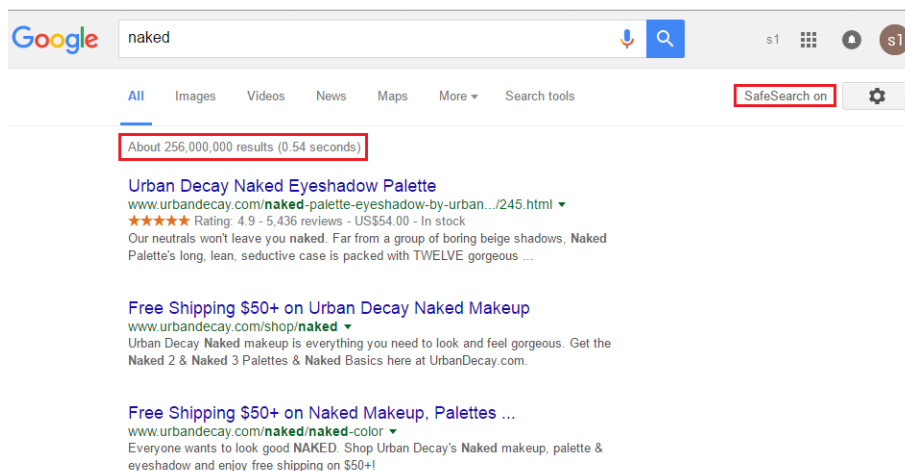 Google
naked
s1
s1
All Images Videos News Maps More Search tools
SafeSearch on
About 256,000,000 results (0.54 seconds)
Urban Decay Naked Eyeshadow Palette
www.urbandecay.com/naked-palette-eyeshadow-by-urban.../245.html
Rating: 4.9 - 5,436 reviews - US$54.00 - In stock
Our neutrals won't leave you naked. Far from a group of boring beige shadows, Naked
Palette's long, lean, seductive case is packed with TWELVE gorgeous ...
Free Shipping $50+ on Urban Decay Naked Makeup
www.urbandecay.com/shop/naked
Urban Decay Naked makeup is everything you need to look and feel gorgeous. Get the
Naked 2 & Naked 3 Palettes & Naked Basics here at UrbanDecay.com.
Free Shipping $50+ on Naked Makeup, Palettes ...
www.urbandecay.com/naked/naked-color
Everyone wants to look good NAKED. Shop Urban Decay's Naked makeup, palette &
eyeshadow and enjoy free shipping on $50+!